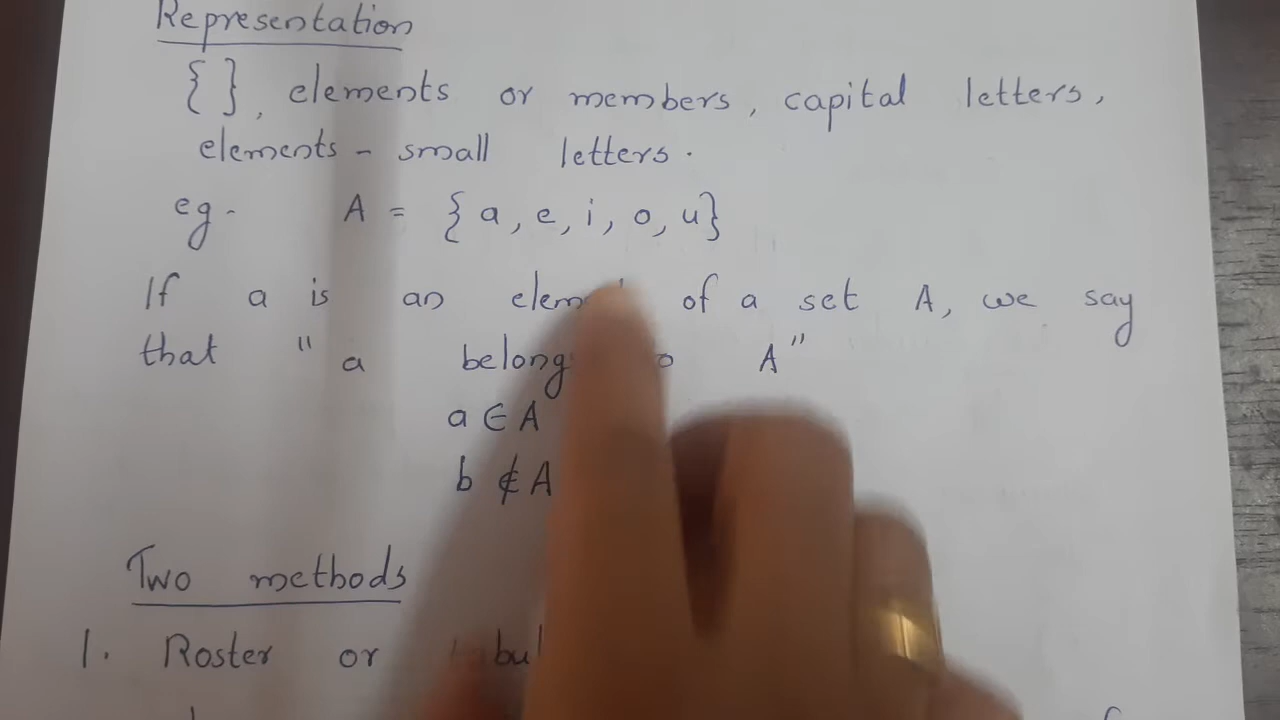 Representation
{ }, elements or members, capital letters,
elements - small letters.
eg - A = {a, e, i, o, u}
If a is an of a set A, we say
that "a A"
a ∈ A
b ∉ A
Two methods
1. Roster or